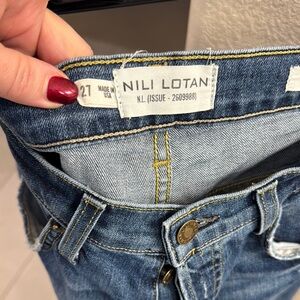 27
MADE IN
USA
NILI LOTAN
N.L. (ISSUE - 2609988)